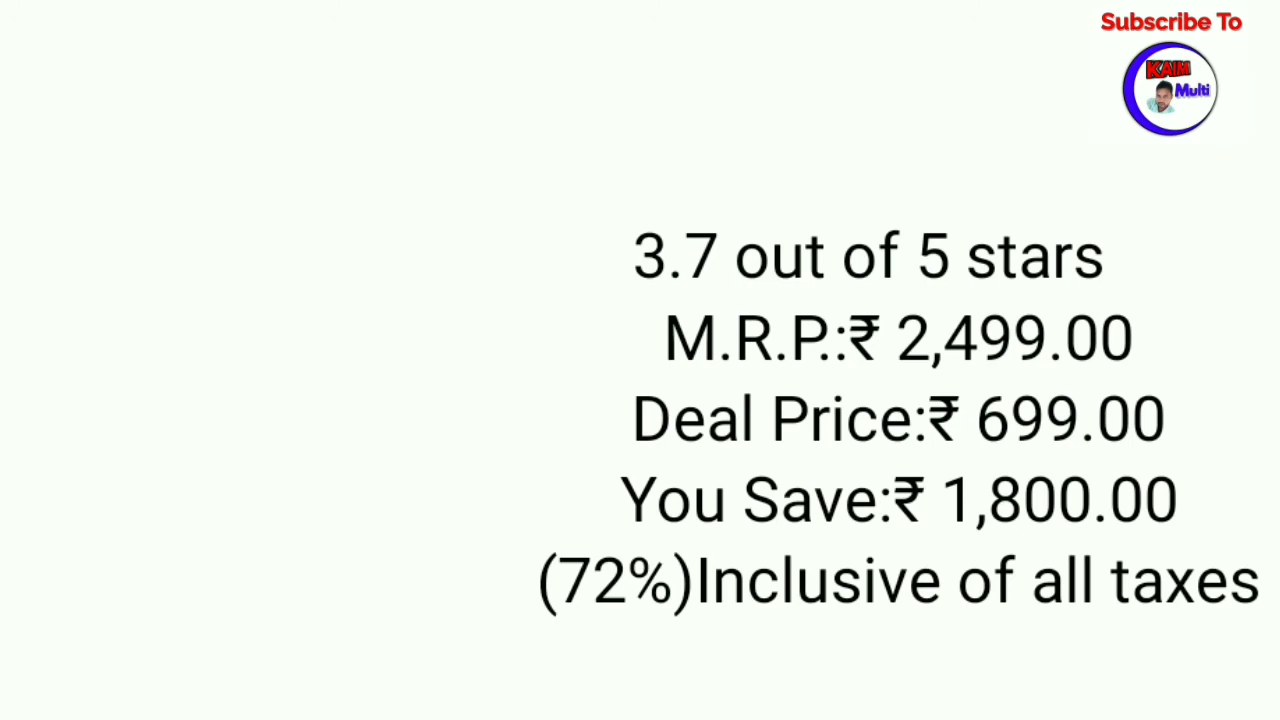 Subscribe To
KAIM
Multi
3.7 out of 5 stars
M.R.P.:₹ 2,499.00
Deal Price:₹ 699.00
You Save:₹ 1,800.00
(72%)Inclusive of all taxes